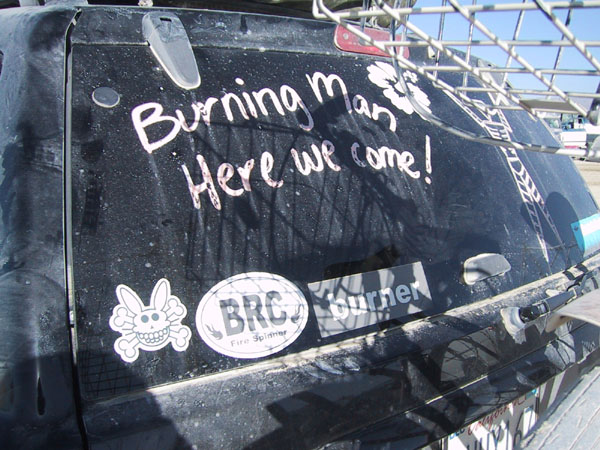 Burning Man
Here we come!
BRC
Fire Spinner
burner